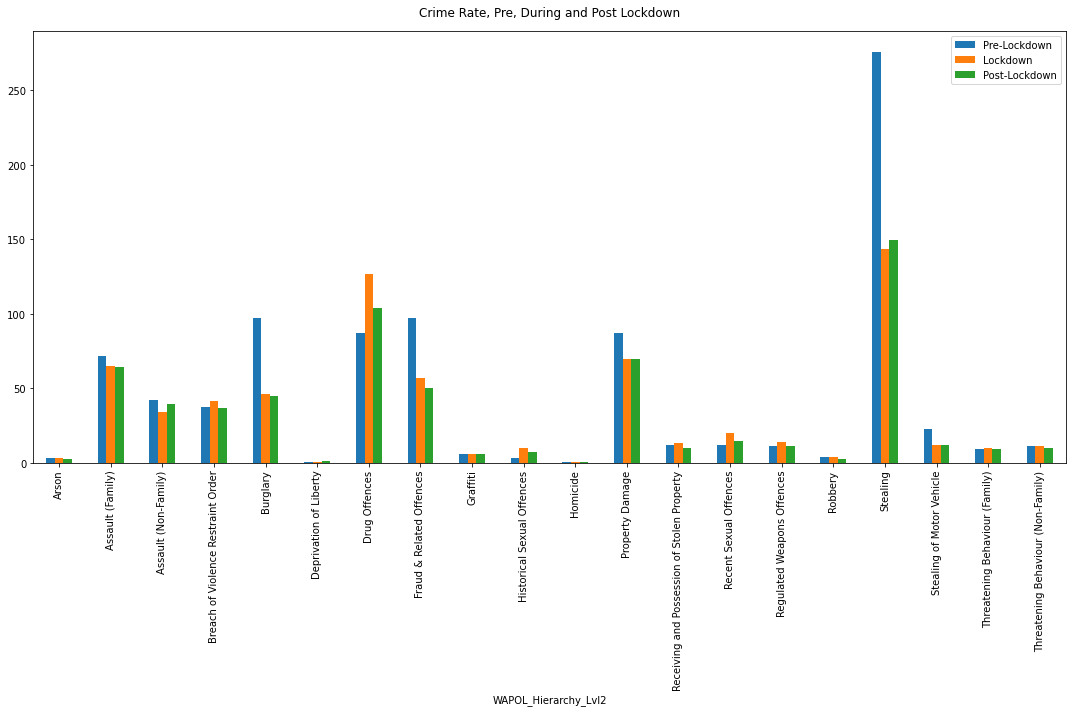 Crime Rate, Pre, During and Post Lockdown
Pre-Lockdown
Lockdown
Post-Lockdown
250
200
150
100
50
0
Arson
Assault (Family)
Assault (Non-Family)
Breach of Violence Restraint Order
Burglary
Deprivation of Liberty
Drug Offences
Fraud & Related Offences
Graffiti
Historical Sexual Offences
Homicide
Property Damage
Receiving and Possession of Stolen Property
Recent Sexual Offences
Regulated Weapons Offences
Robbery
Stealing
Stealing of Motor Vehicle
Threatening Behaviour (Family)
Threatening Behaviour (Non-Family)
WAPOL_Hierarchy_Lvl2